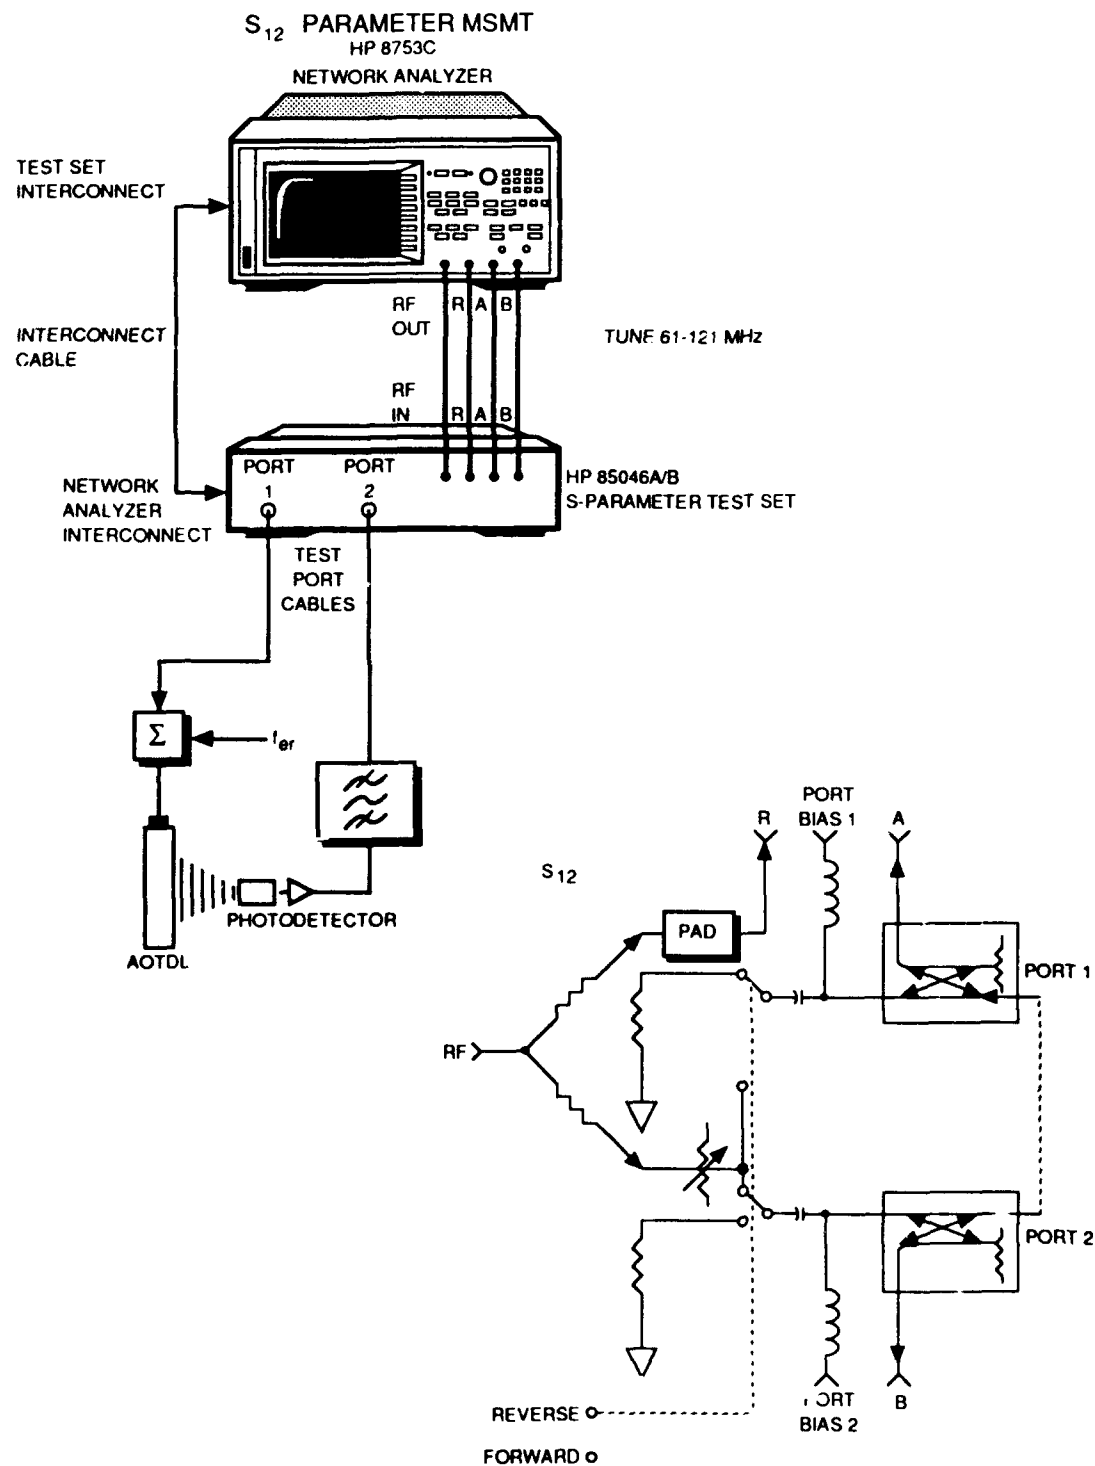 S12 PARAMETER MSMT
HP 8753C
NETWORK ANALYZER
TEST SET
INTERCONNECT
RF
OUT
R A B
INTERCONNECT
CABLE
TUNE 61-121 MHz
RF
IN
R A B
PORT
1
PORT
2
HP 85046A/B
S-PARAMETER TEST SET
NETWORK
ANALYZER
INTERCONNECT
TEST
PORT
CABLES
Σ
PHOTODETECTOR
AOTDL
S12
R
PORT
BIAS 1
A
PAD
PORT 1
RF
PORT 2
PORT
BIAS 2
B
REVERSE
FORWARD